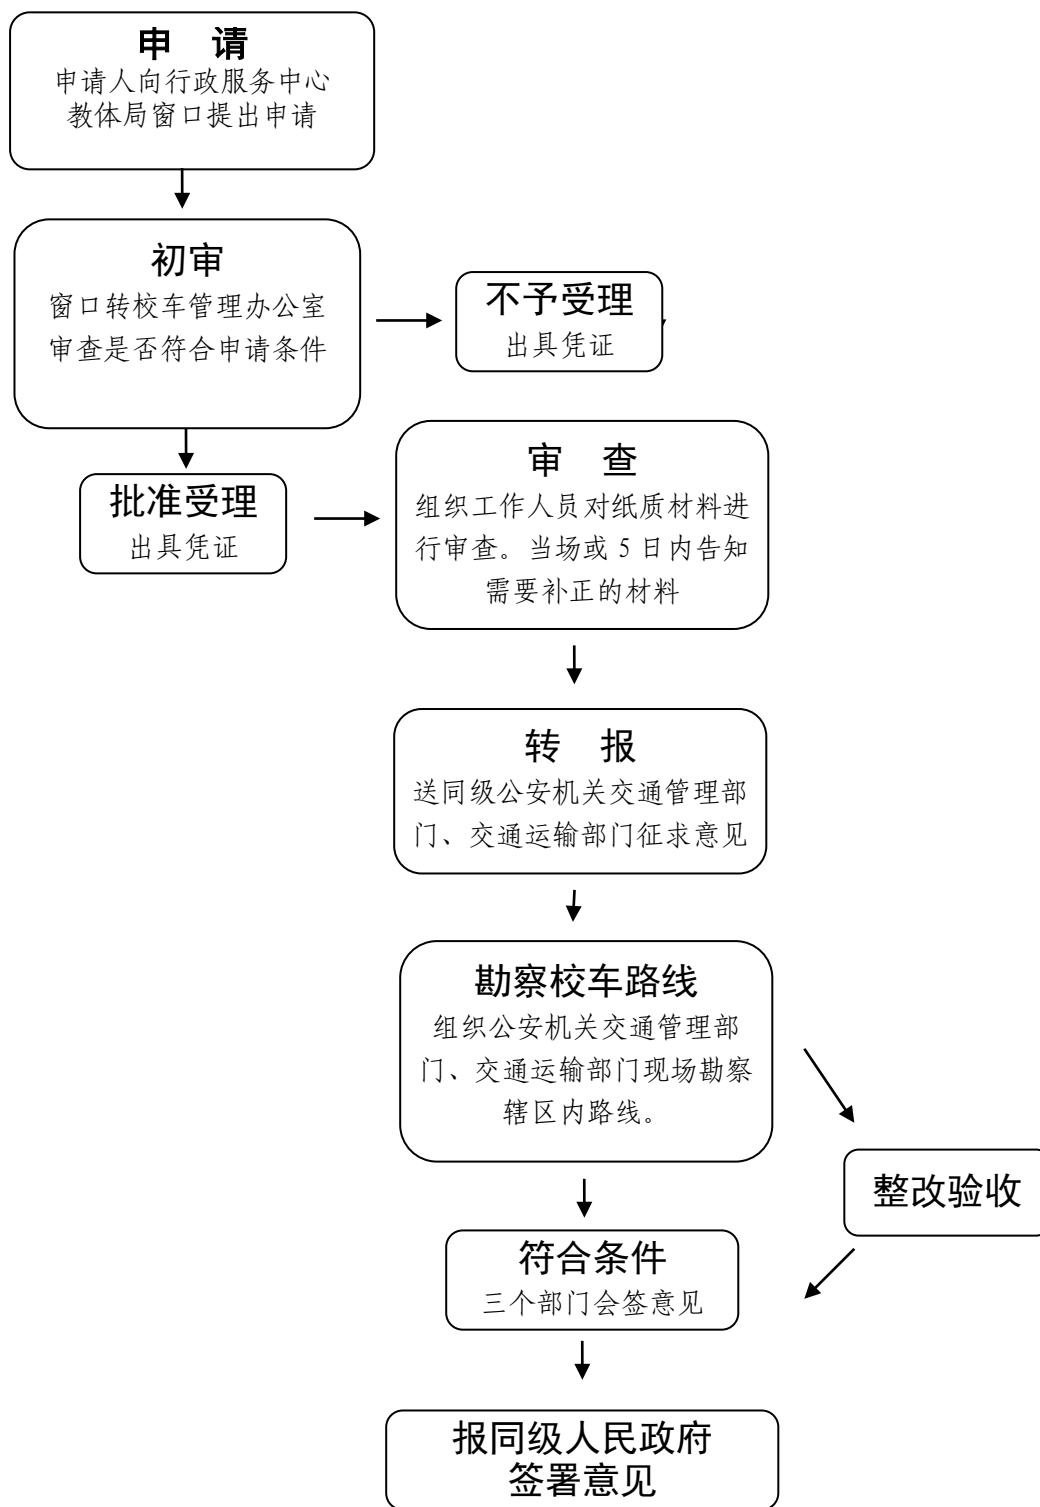 申 请
申请人向行政服务中心
教体局窗口提出申请
初审
窗口转校车管理办公室
审查是否符合申请条件
不予受理
出具凭证
批准受理
出具凭证
审 查
组织工作人员对纸质材料进
行审查。当场或 5 日内告知
需要补正的材料
转 报
送同级公安机关交通管理部
门、交通运输部门征求意见
勘察校车路线
组织公安机关交通管理部
门、交通运输部门现场勘察
辖区内路线。
整改验收
符合条件
三个部门会签意见
报同级人民政府
签署意见